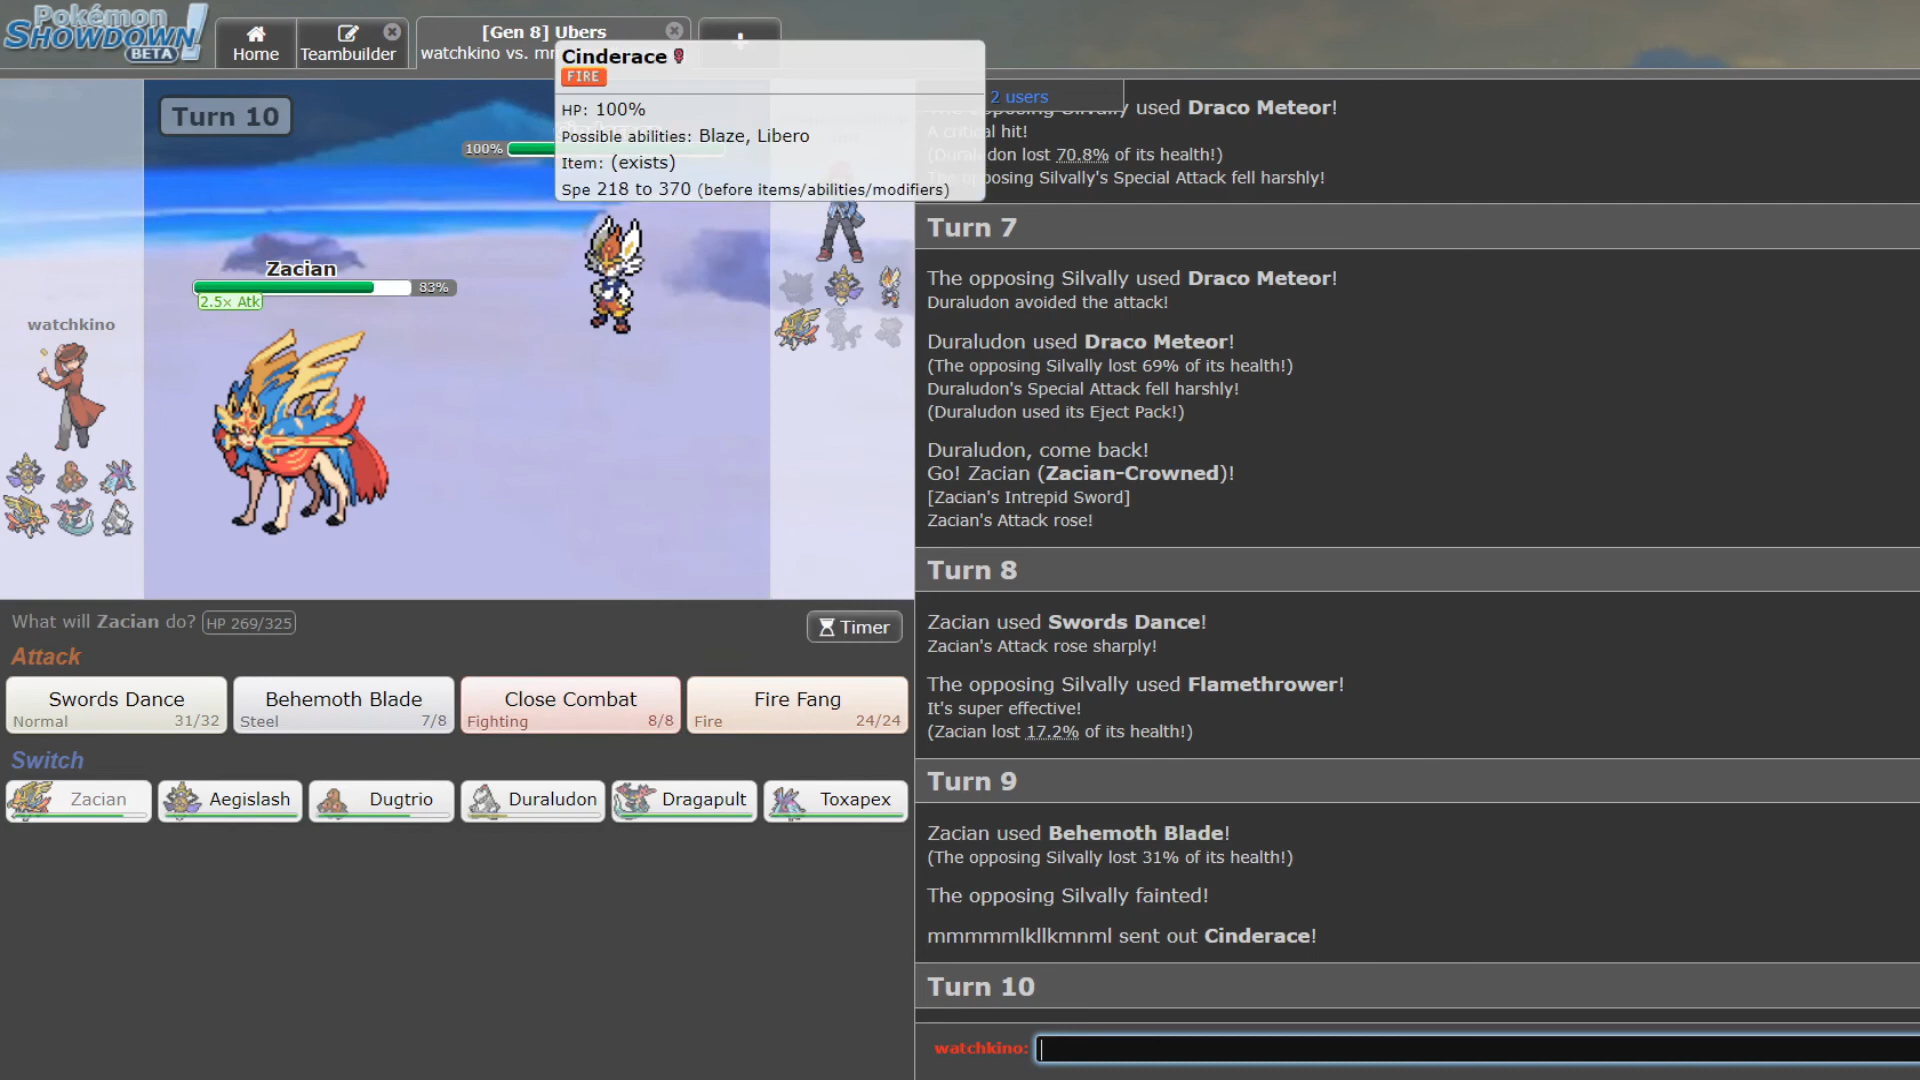 Pokémon
SHOWDOWN!
BETA
Home
Teambuilder
[Gen 8] Ubers
watchkino vs. mr
+
Cinderace
FIRE
HP: 100%
Possible abilities: Blaze, Libero
Item: (exists)
Spe 218 to 370 (before items/abilities/modifiers)
Turn 10
100%
Zacian
83%
2.5× Atk
watchkino
What will Zacian do? HP 269/325
Timer
Attack
Swords Dance
Normal 31/32
Behemoth Blade
Steel 7/8
Close Combat
Fighting 8/8
Fire Fang
Fire 24/24
Switch
Zacian
Aegislash
Dugtrio
Duraludon
Dragapult
Toxapex
2 users
The opposing Silvally used Draco Meteor!
A critical hit!
(Duraludon lost 70.8% of its health!)
The opposing Silvally's Special Attack fell harshly!
Turn 7
The opposing Silvally used Draco Meteor!
Duraludon avoided the attack!
Duraludon used Draco Meteor!
(The opposing Silvally lost 69% of its health!)
Duraludon's Special Attack fell harshly!
(Duraludon used its Eject Pack!)
Duraludon, come back!
Go! Zacian (Zacian-Crowned)!
[Zacian's Intrepid Sword]
Zacian's Attack rose!
Turn 8
Zacian used Swords Dance!
Zacian's Attack rose sharply!
The opposing Silvally used Flamethrower!
It's super effective!
(Zacian lost 17.2% of its health!)
Turn 9
Zacian used Behemoth Blade!
(The opposing Silvally lost 31% of its health!)
The opposing Silvally fainted!
mmmmmlkllkmnml sent out Cinderace!
Turn 10
watchkino: